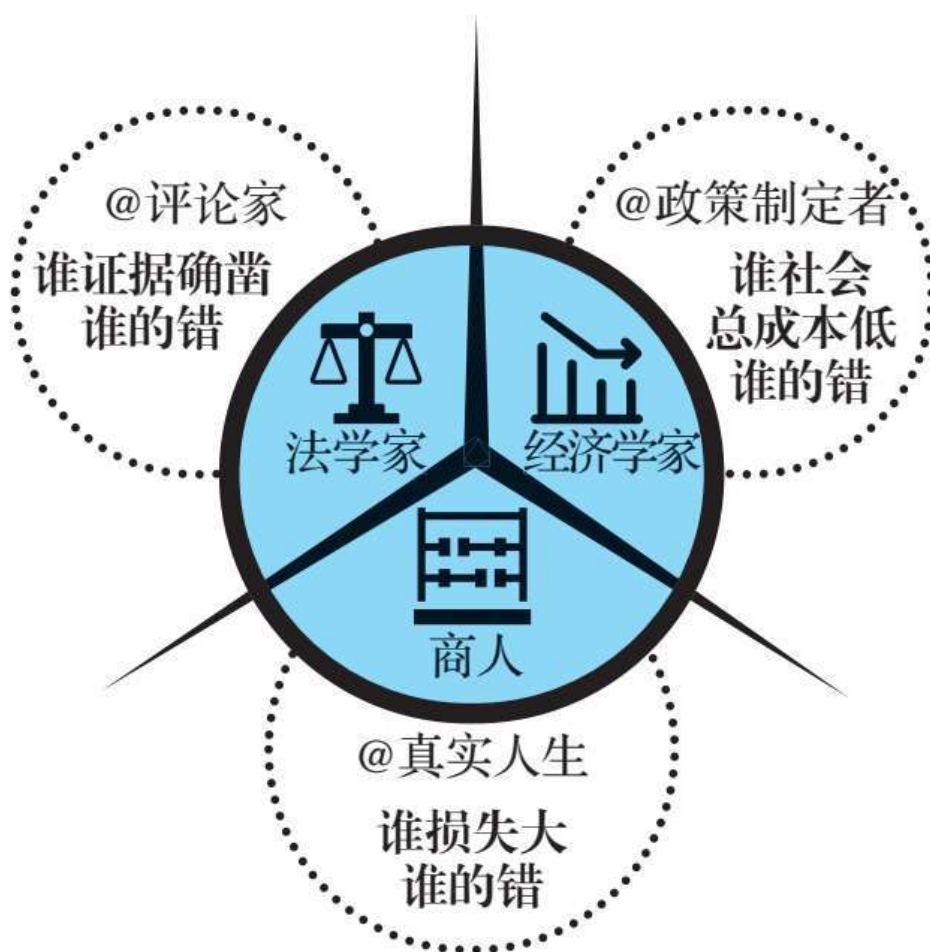 @评论家
谁证据确凿
谁的错
法学家
@政策制定者
谁社会
总成本低
谁的错
经济学家
商人
@真实人生
谁损失大
谁的错